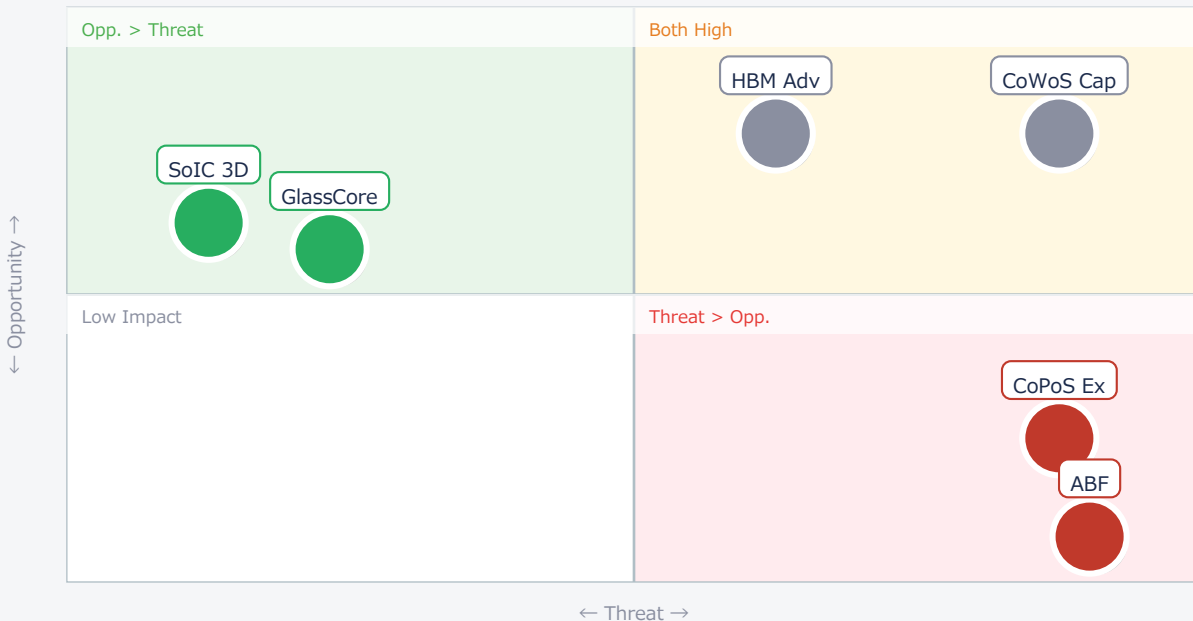 Opp. > Threat
Both High
HBM Adv
CoWoS Cap
SoIC 3D
GlassCore
← Opportunity →
Low Impact
Threat > Opp.
CoPoS Ex
ABF
← Threat →